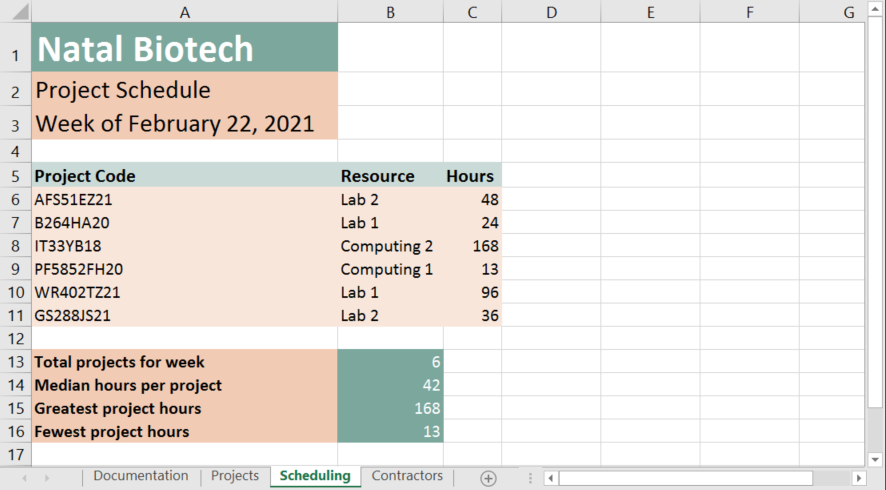 A B C D E F G
1 Natal Biotech
2 Project Schedule
3 Week of February 22, 2021
4
5 Project Code Resource Hours
6 AFS51EZ21 Lab 2 48
7 B264HA20 Lab 1 24
8 IT33YB18 Computing 2 168
9 PF5852FH20 Computing 1 13
10 WR402TZ21 Lab 1 96
11 GS288JS21 Lab 2 36
12
13 Total projects for week 6
14 Median hours per project 42
15 Greatest project hours 168
16 Fewest project hours 13
17
Documentation Projects Scheduling Contractors